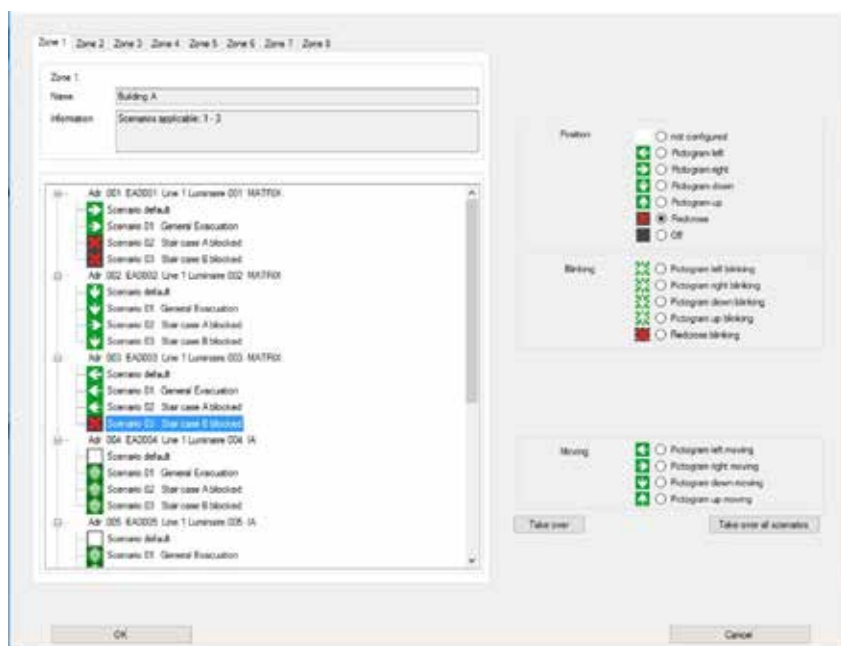 Zone 1 Zone 2 Zone 3 Zone 4 Zone 5 Zone 6 Zone 7 Zone 8
Zone 1
Name Building A
Information Scenarios applicable: 1 - 3
Adr 001 EA0001 Line 1 Luminaire 001 MATRIX
Scenario default
Scenario 01 General Evacuation
Scenario 02 Stair case A blocked
Scenario 03 Stair case B blocked
Adr 002 EA0002 Line 1 Luminaire 002 MATRIX
Scenario default
Scenario 01 General Evacuation
Scenario 02 Stair case A blocked
Scenario 03 Stair case B blocked
Adr 003 EA0003 Line 1 Luminaire 003 MATRIX
Scenario default
Scenario 01 General Evacuation
Scenario 02 Stair case A blocked
Scenario 03 Stair case B blocked
Adr 004 EA0004 Line 1 Luminaire 004 IA
Scenario default
Scenario 01 General Evacuation
Scenario 02 Stair case A blocked
Scenario 03 Stair case B blocked
Adr 005 EA0005 Line 1 Luminaire 005 IA
Scenario default
Scenario 01 General Evacuation
Position
not configured
Pictogram left
Pictogram right
Pictogram down
Pictogram up
Redcross
Off
Blinking
Pictogram left blinking
Pictogram right blinking
Pictogram down blinking
Pictogram up blinking
Redcross blinking
Moving
Pictogram left moving
Pictogram right moving
Pictogram down moving
Pictogram up moving
Take over
Take over all scenarios
OK
Cancel